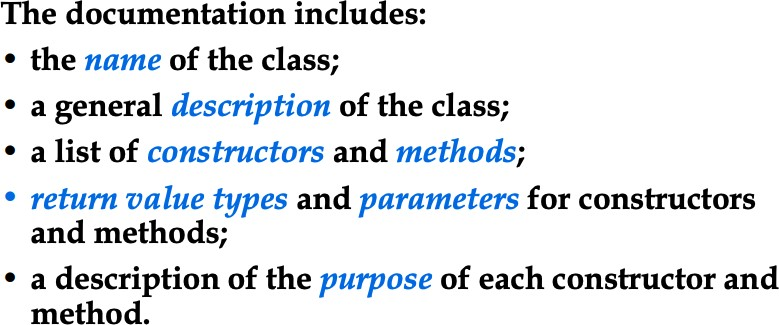 The documentation includes:
• the name of the class;
• a general description of the class;
• a list of constructors and methods;
• return value types and parameters for constructors
and methods;
• a description of the purpose of each constructor and
method.